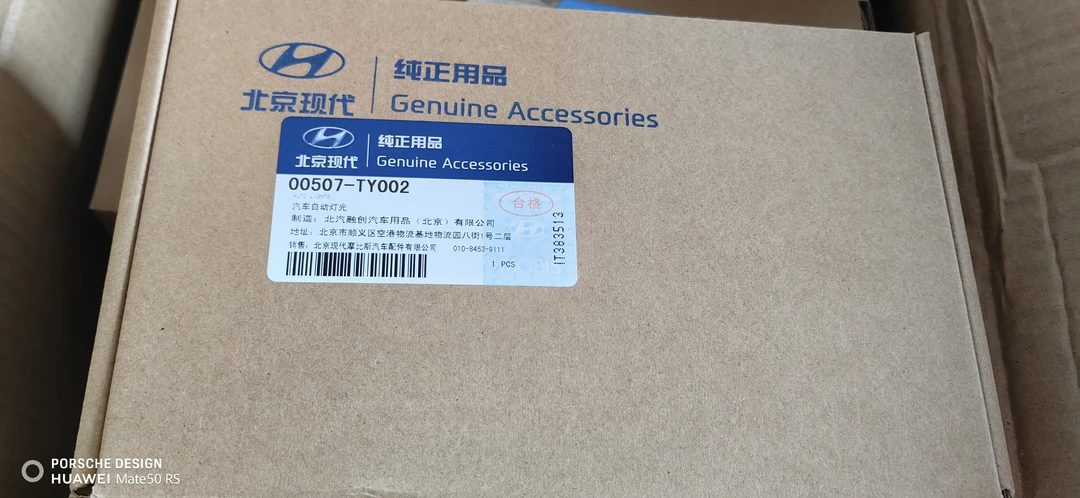 北京现代
纯正用品
Genuine Accessories
北京现代
纯正用品
Genuine Accessories
00507-TY002
汽车自动灯光
制造：北汽融创汽车用品（北京）有限公司
地址：北京市顺义区空港物流基地物流园八街1号二层
销售：北京现代摩比斯汽车配件有限公司 010-8453-9111
合格
1 PCS
IT383513
PORSCHE DESIGN
HUAWEI Mate50 RS